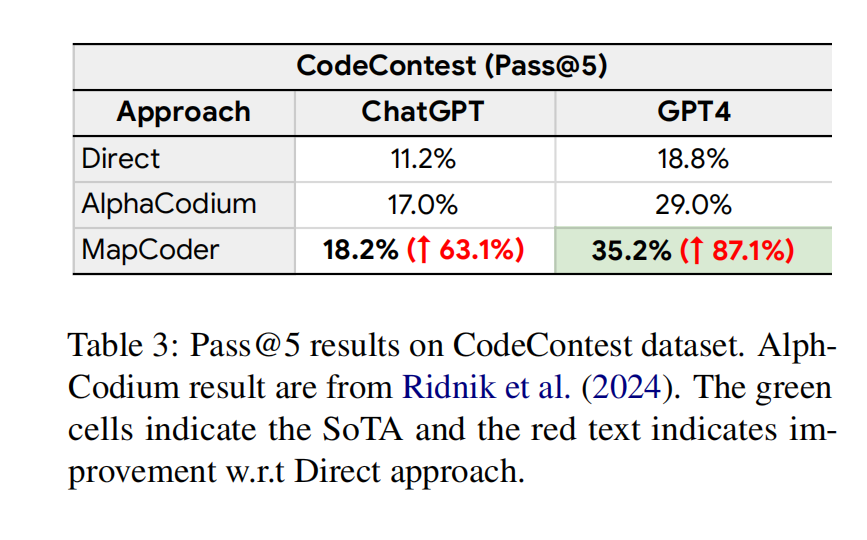 CodeContest (Pass@5)
Approach ChatGPT GPT4
Direct 11.2% 18.8%
AlphaCodium 17.0% 29.0%
MapCoder 18.2% (↑ 63.1%) 35.2% (↑ 87.1%)
Table 3: Pass@5 results on CodeContest dataset. Alph-
Codium result are from Ridnik et al. (2024). The green
cells indicate the SoTA and the red text indicates im-
provement w.r.t Direct approach.